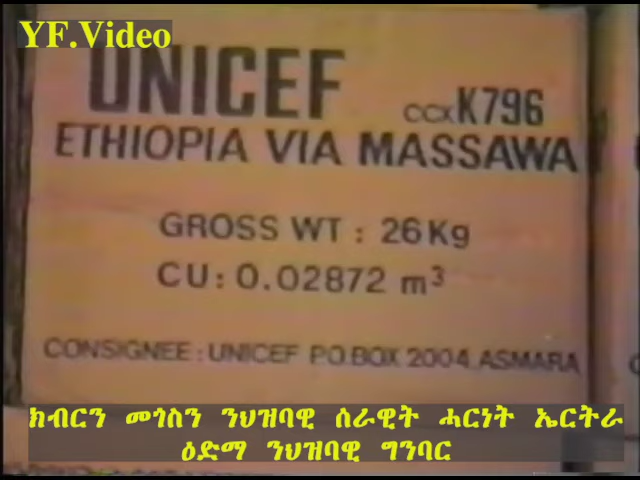 YF.Video
UNICEF CCX K796
ETHIOPIA VIA MASSAWA
GROSS WT : 26 Kg
CU : 0.02872 m³
CONSIGNEE : UNICEF P.O.BOX 2004 ASMARA
ክብርን መጎስን ንህዝባዊ ሰራዊት ሓርነት ኤርትራ
ዕድማ ንህዝባዊ ግንባር